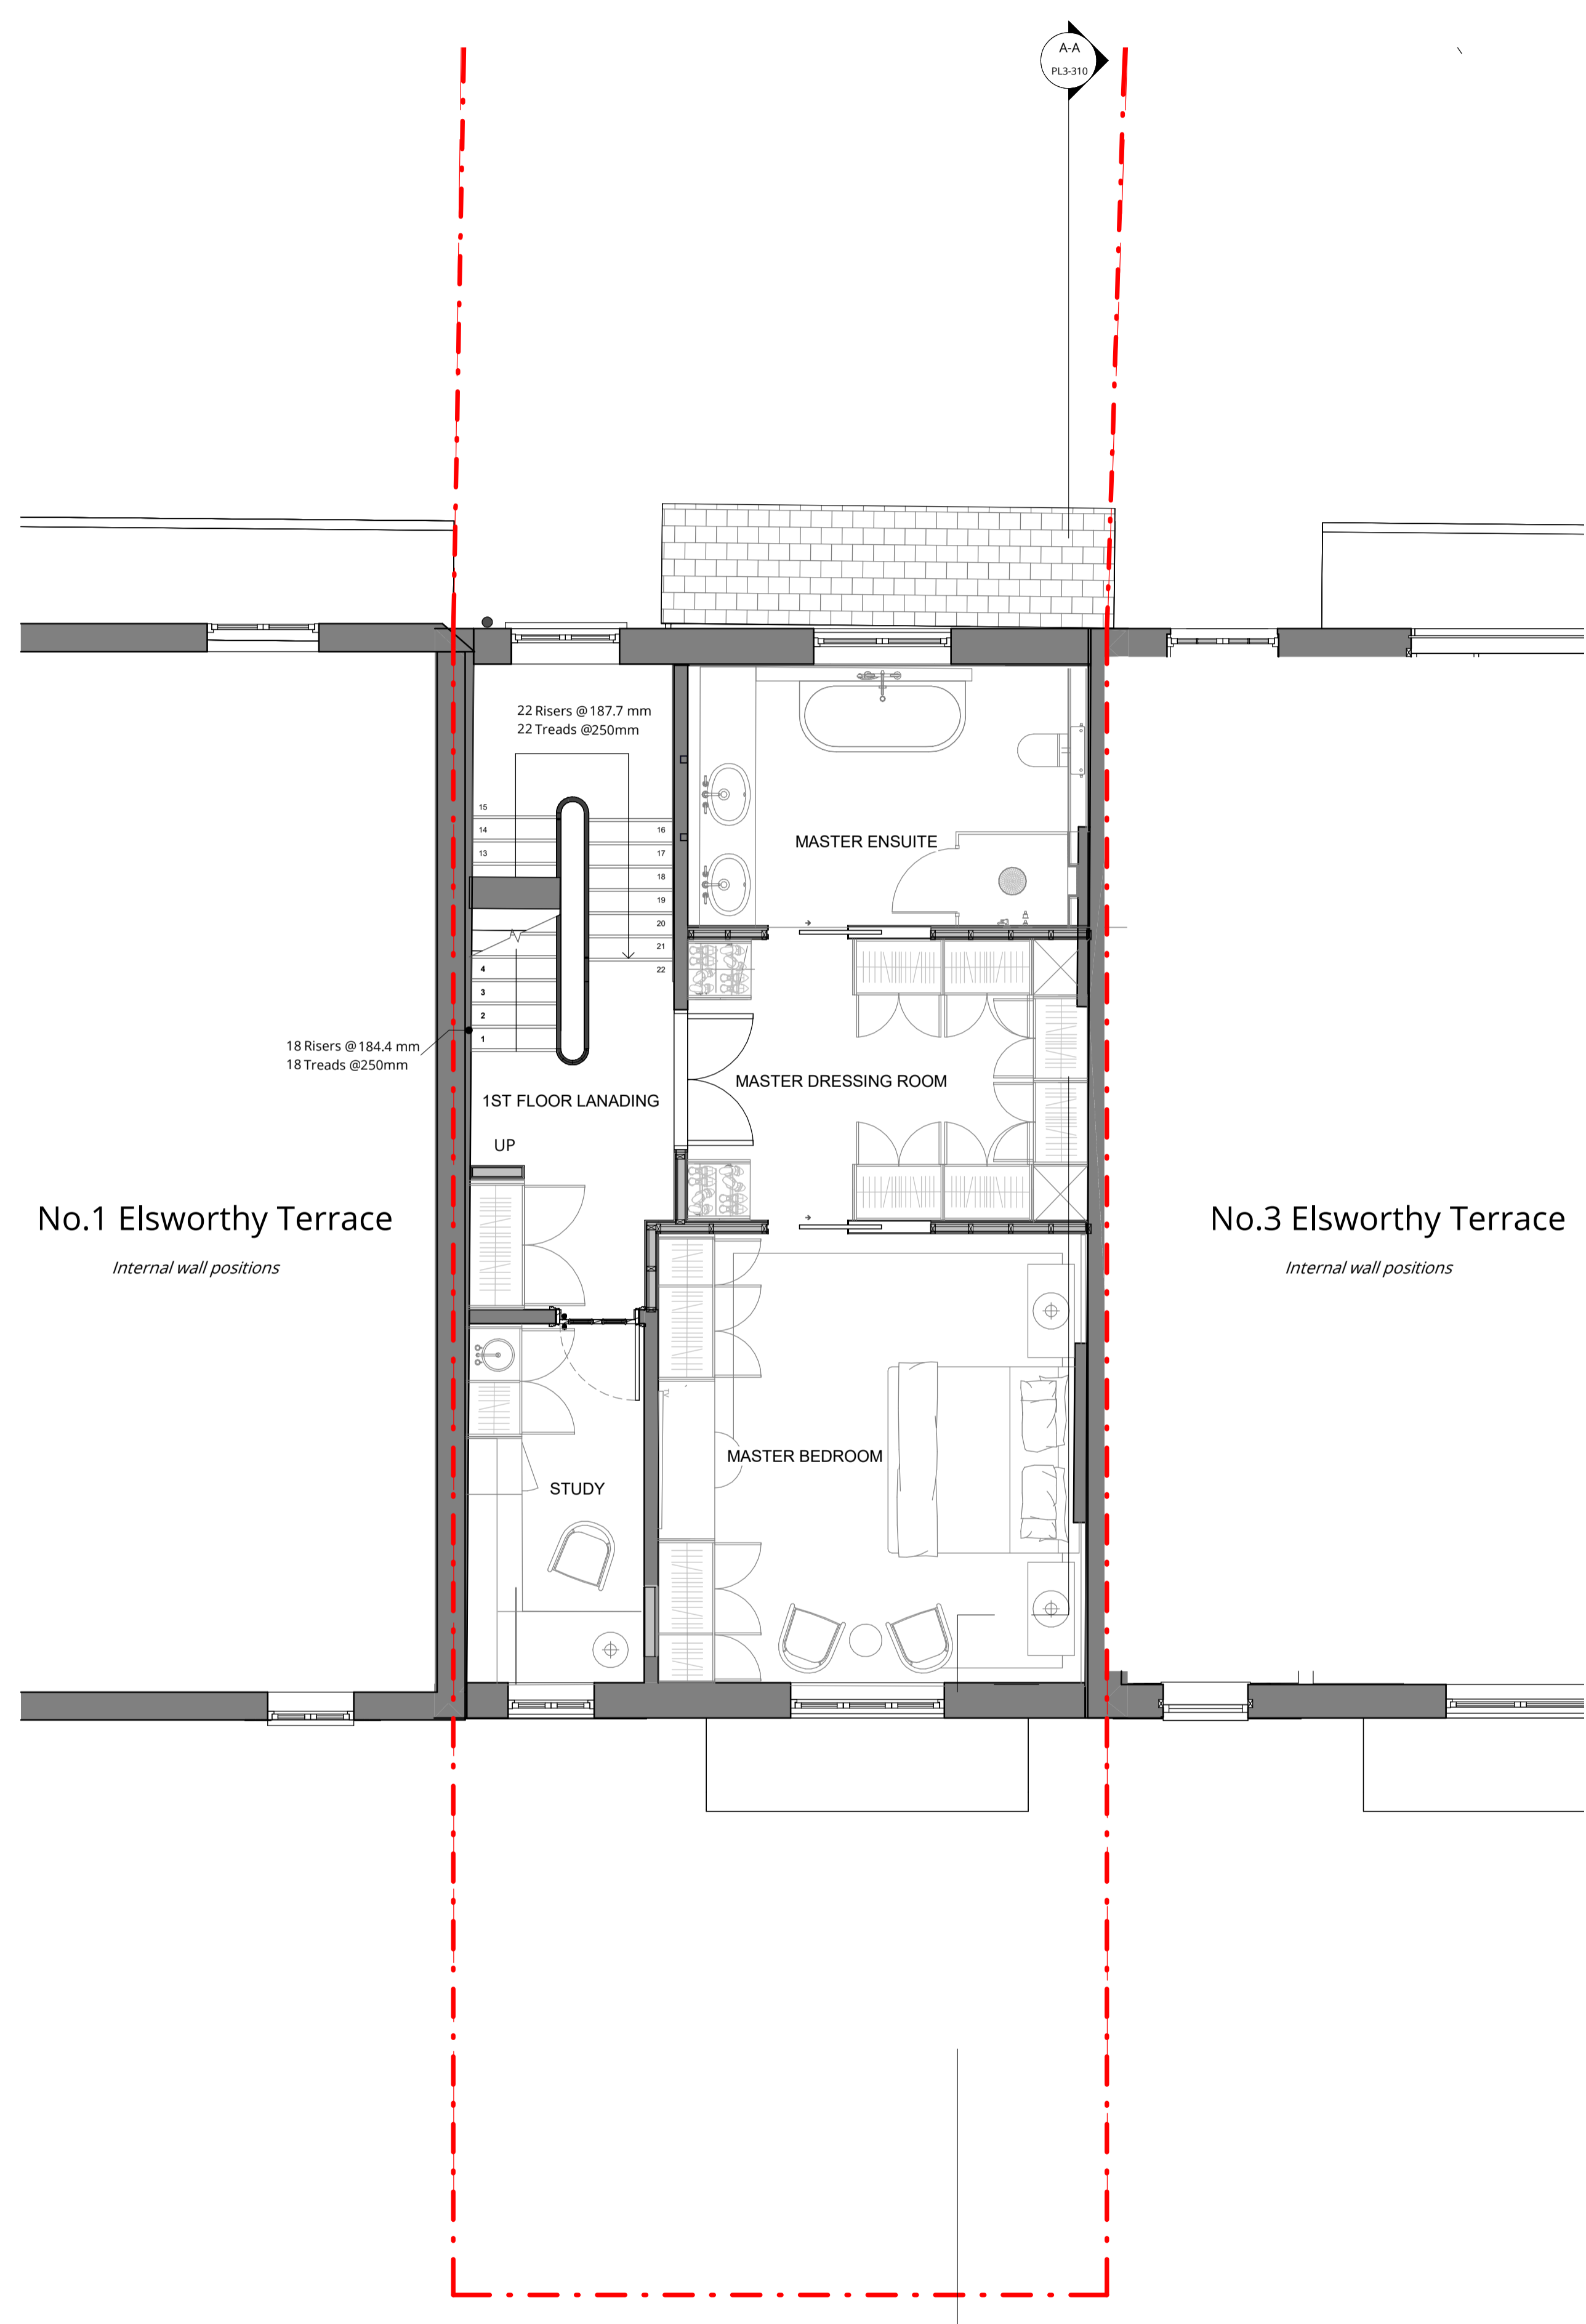 A-A
PL3-310
22 Risers @ 187.7 mm
22 Treads @250mm
15
14
13
16
17
18
19
20
21
22
4
3
2
1
MASTER ENSUITE
18 Risers @ 184.4 mm
18 Treads @250mm
MASTER DRESSING ROOM
1ST FLOOR LANADING
UP
No.1 Elsworthy Terrace
Internal wall positions
No.3 Elsworthy Terrace
Internal wall positions
MASTER BEDROOM
STUDY